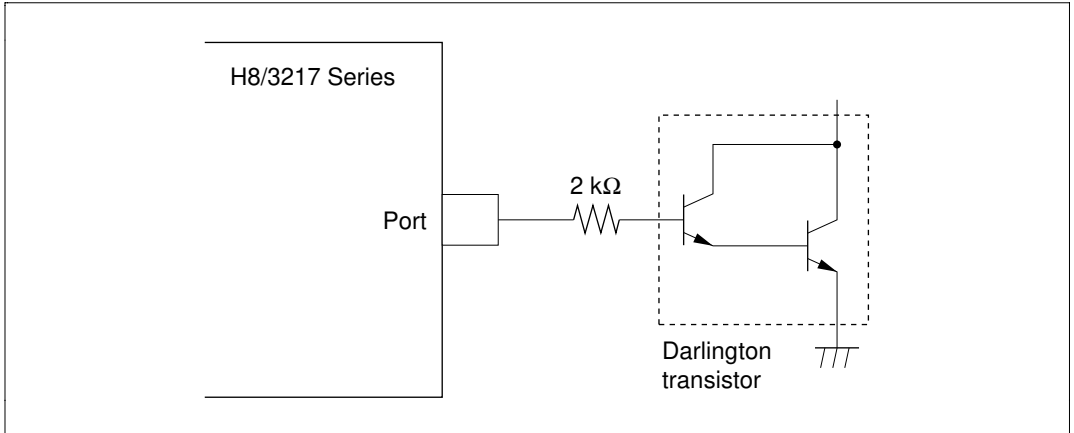 H8/3217 Series
2 kΩ
Port
Darlington
transistor